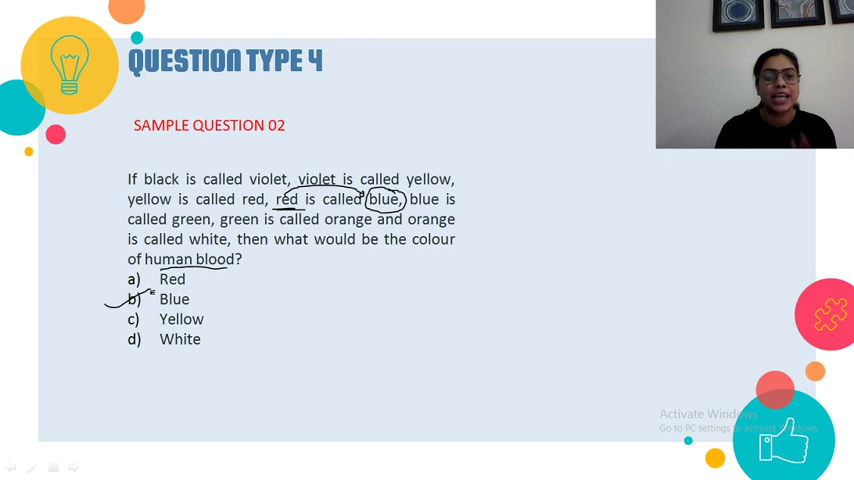 QUESTION TYPE 4
SAMPLE QUESTION 02
If black is called violet, violet is called yellow,
yellow is called red, red is called blue, blue is
called green, green is called orange and orange
is called white, then what would be the colour
of human blood?
a) Red
b) Blue
c) Yellow
d) White
Activate Windows
Go to PC settings to activate Windows.